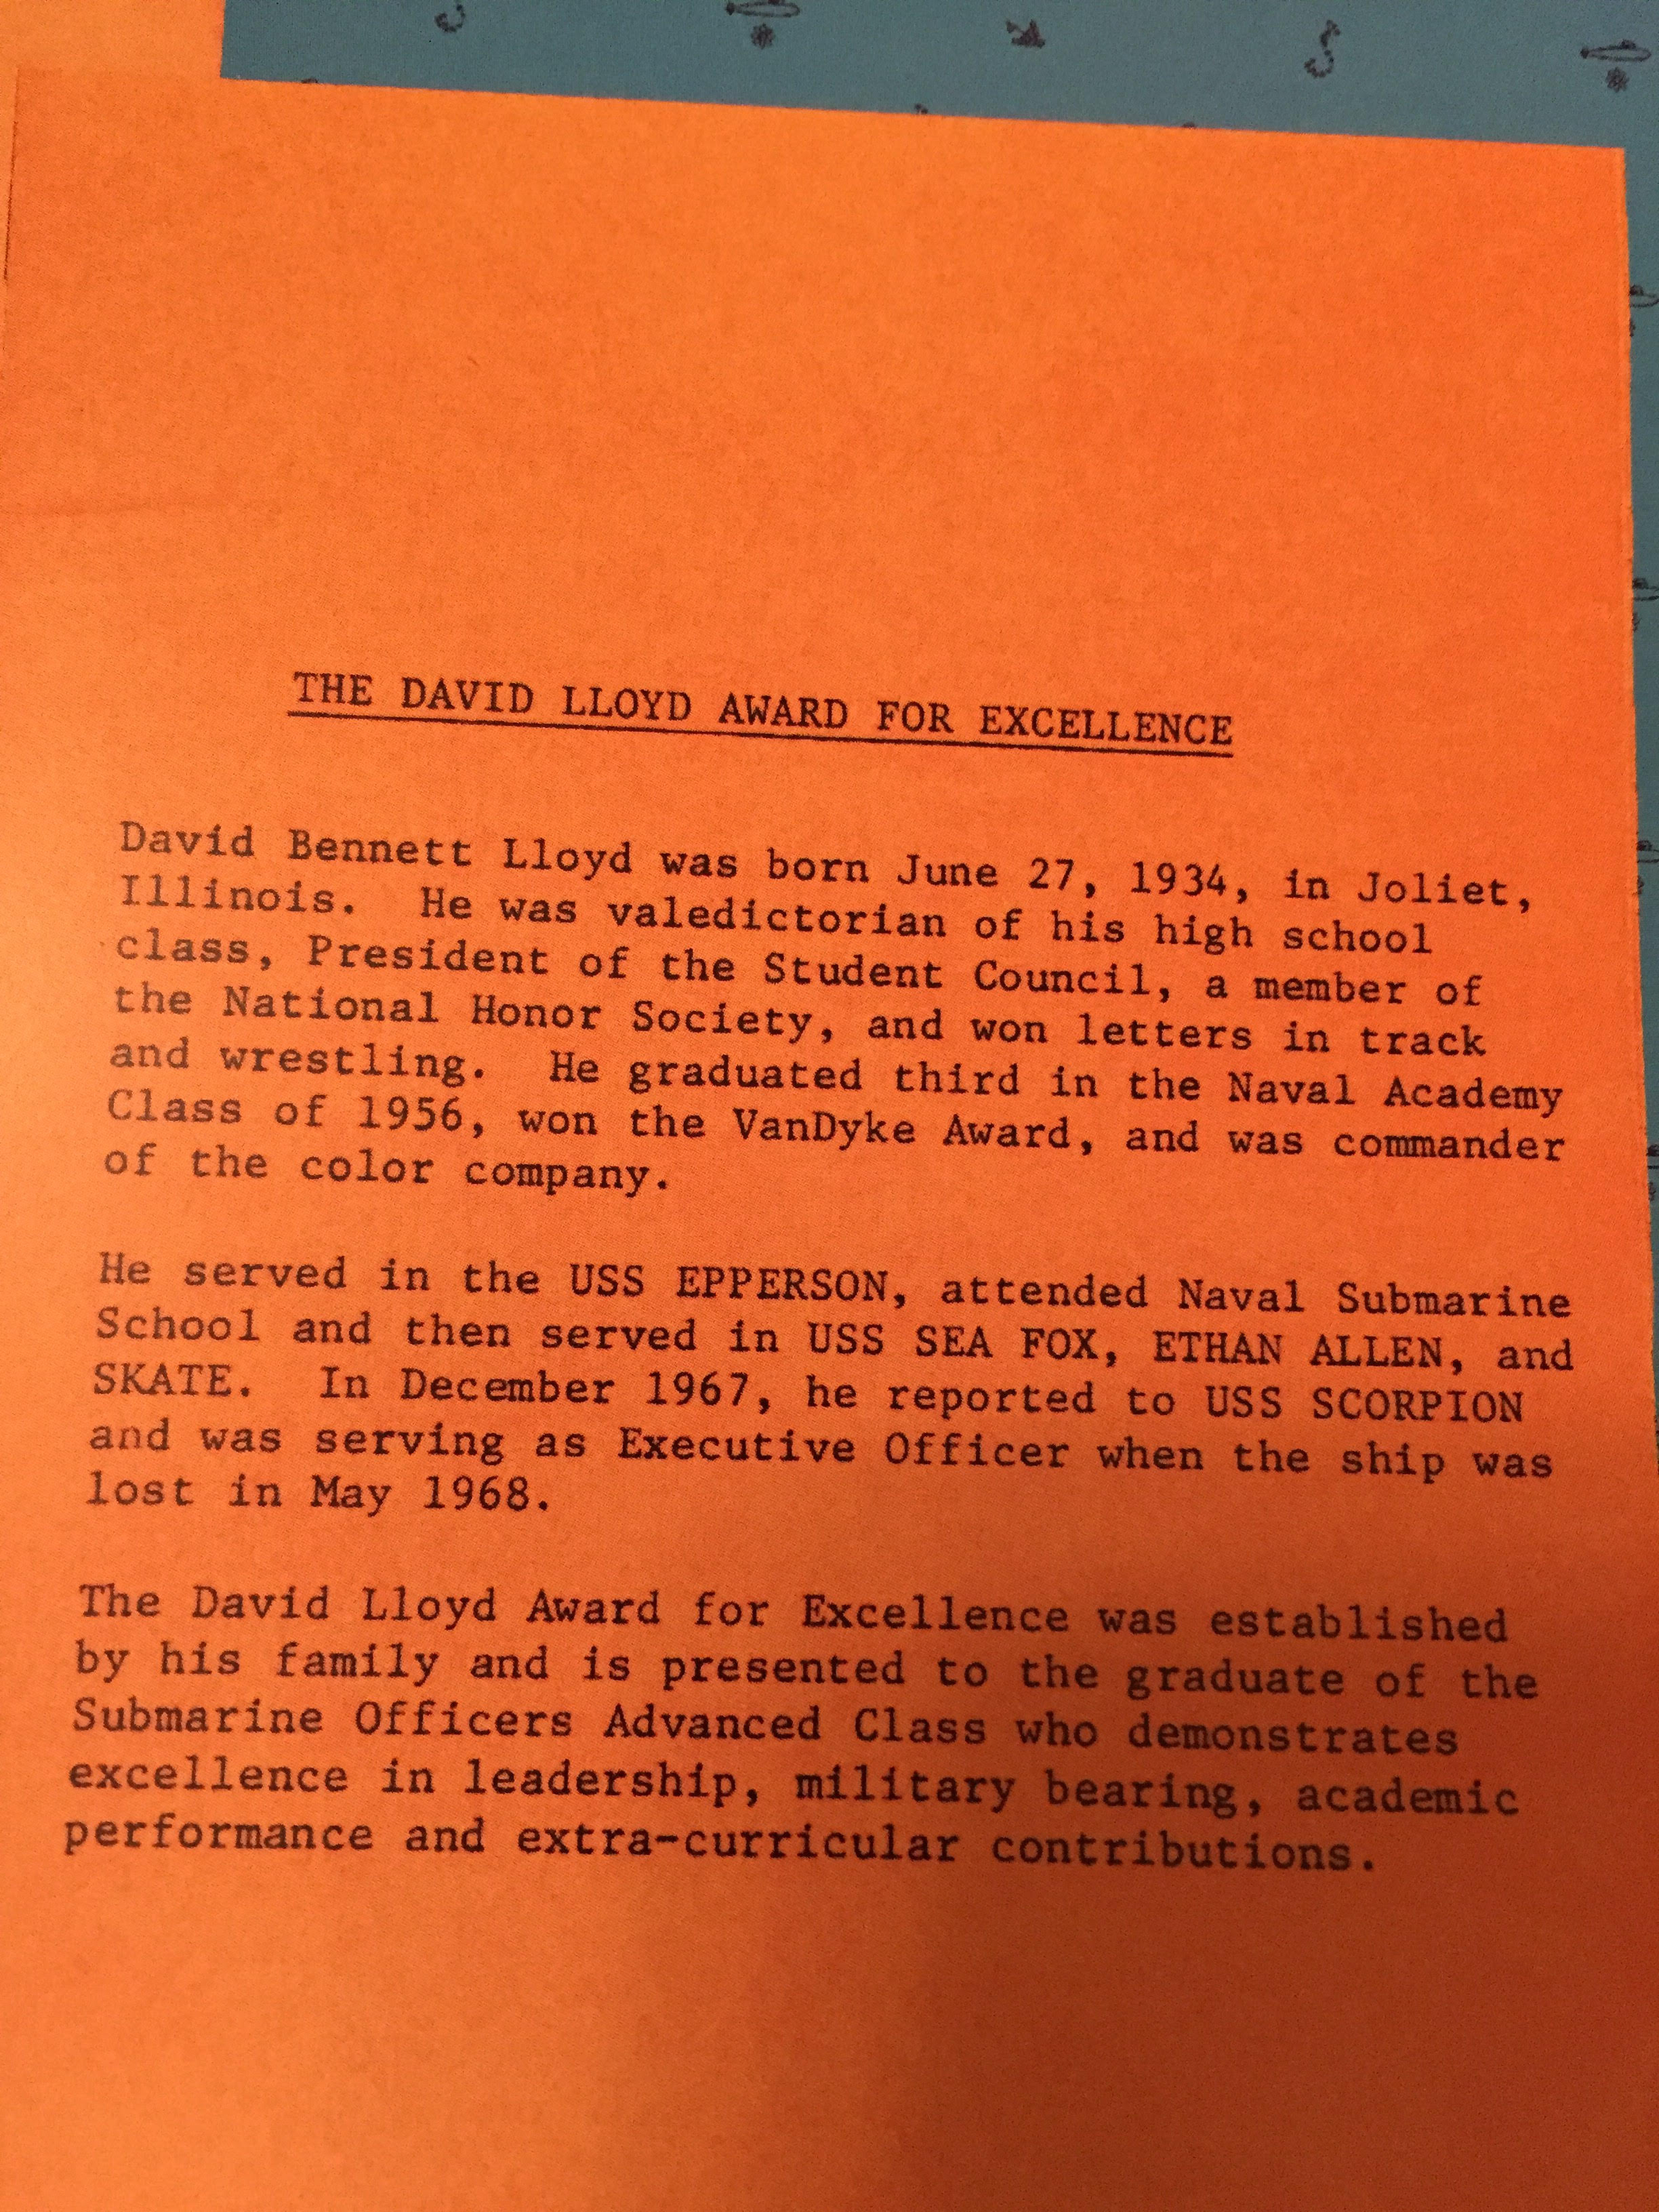 THE DAVID LLOYD AWARD FOR EXCELLENCE
David Bennett Lloyd was born June 27, 1934, in Joliet,
Illinois. He was valedictorian of his high school
class, President of the Student Council, a member of
the National Honor Society, and won letters in track
and wrestling. He graduated third in the Naval Academy
Class of 1956, won the VanDyke Award, and was commander
of the color company.
He served in the USS EPPERSON, attended Naval Submarine
School and then served in USS SEA FOX, ETHAN ALLEN, and
SKATE. In December 1967, he reported to USS SCORPION
and was serving as Executive Officer when the ship was
lost in May 1968.
The David Lloyd Award for Excellence was established
by his family and is presented to the graduate of the
Submarine Officers Advanced Class who demonstrates
excellence in leadership, military bearing, academic
performance and extra-curricular contributions.